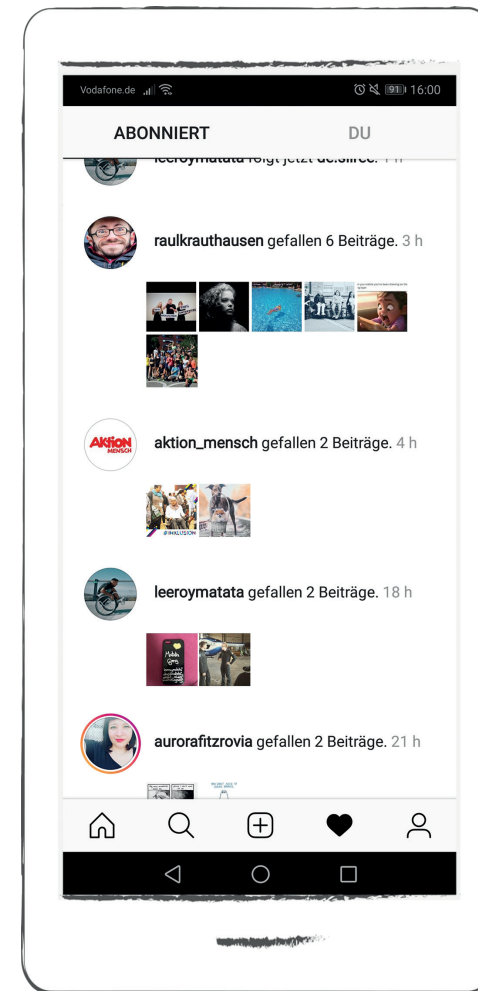 Vodafone.de 91 16:00
ABONNIERT DU
leeroymatata folgt jetzt de.siree. 1 h
raulkrauthausen gefallen 6 Beiträge. 3 h
AKTION
MENSCH
aktion_mensch gefallen 2 Beiträge. 4 h
#INKLUSION
leeroymatata gefallen 2 Beiträge. 18 h
aurorafitzrovia gefallen 2 Beiträge. 21 h